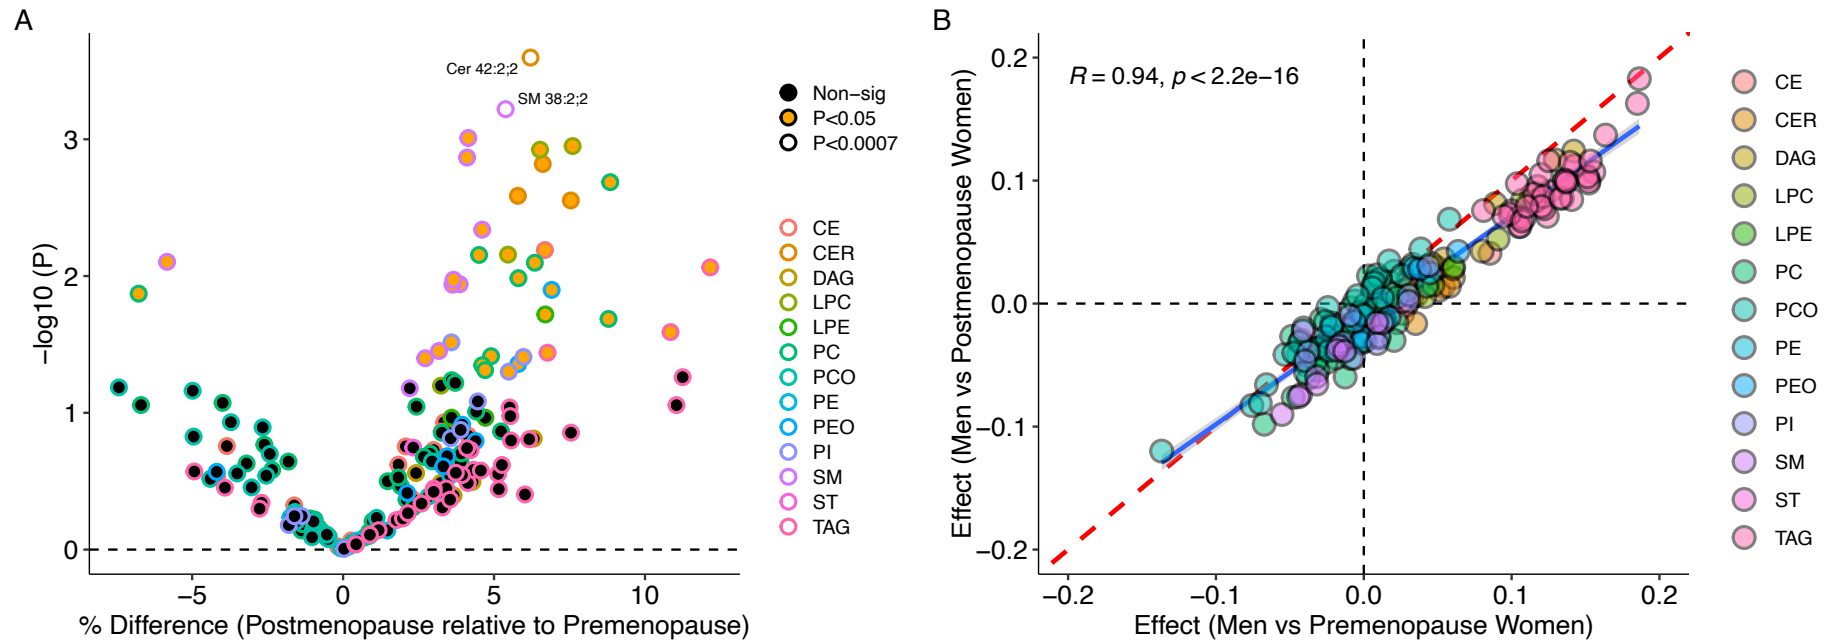 A
Cer 42:2;2
SM 38:2;2
3
2
1
0
−log10 (P)
−5
0
5
10
% Difference (Postmenopause relative to Premenopause)
Non−sig
P<0.05
P<0.0007
CE
CER
DAG
LPC
LPE
PC
PCO
PE
PEO
PI
SM
ST
TAG
B
R = 0.94, p < 2.2e−16
0.2
0.1
0.0
−0.1
−0.2
Effect (Men vs Postmenopause Women)
−0.2
−0.1
0.0
0.1
0.2
Effect (Men vs Premenopause Women)
CE
CER
DAG
LPC
LPE
PC
PCO
PE
PEO
PI
SM
ST
TAG